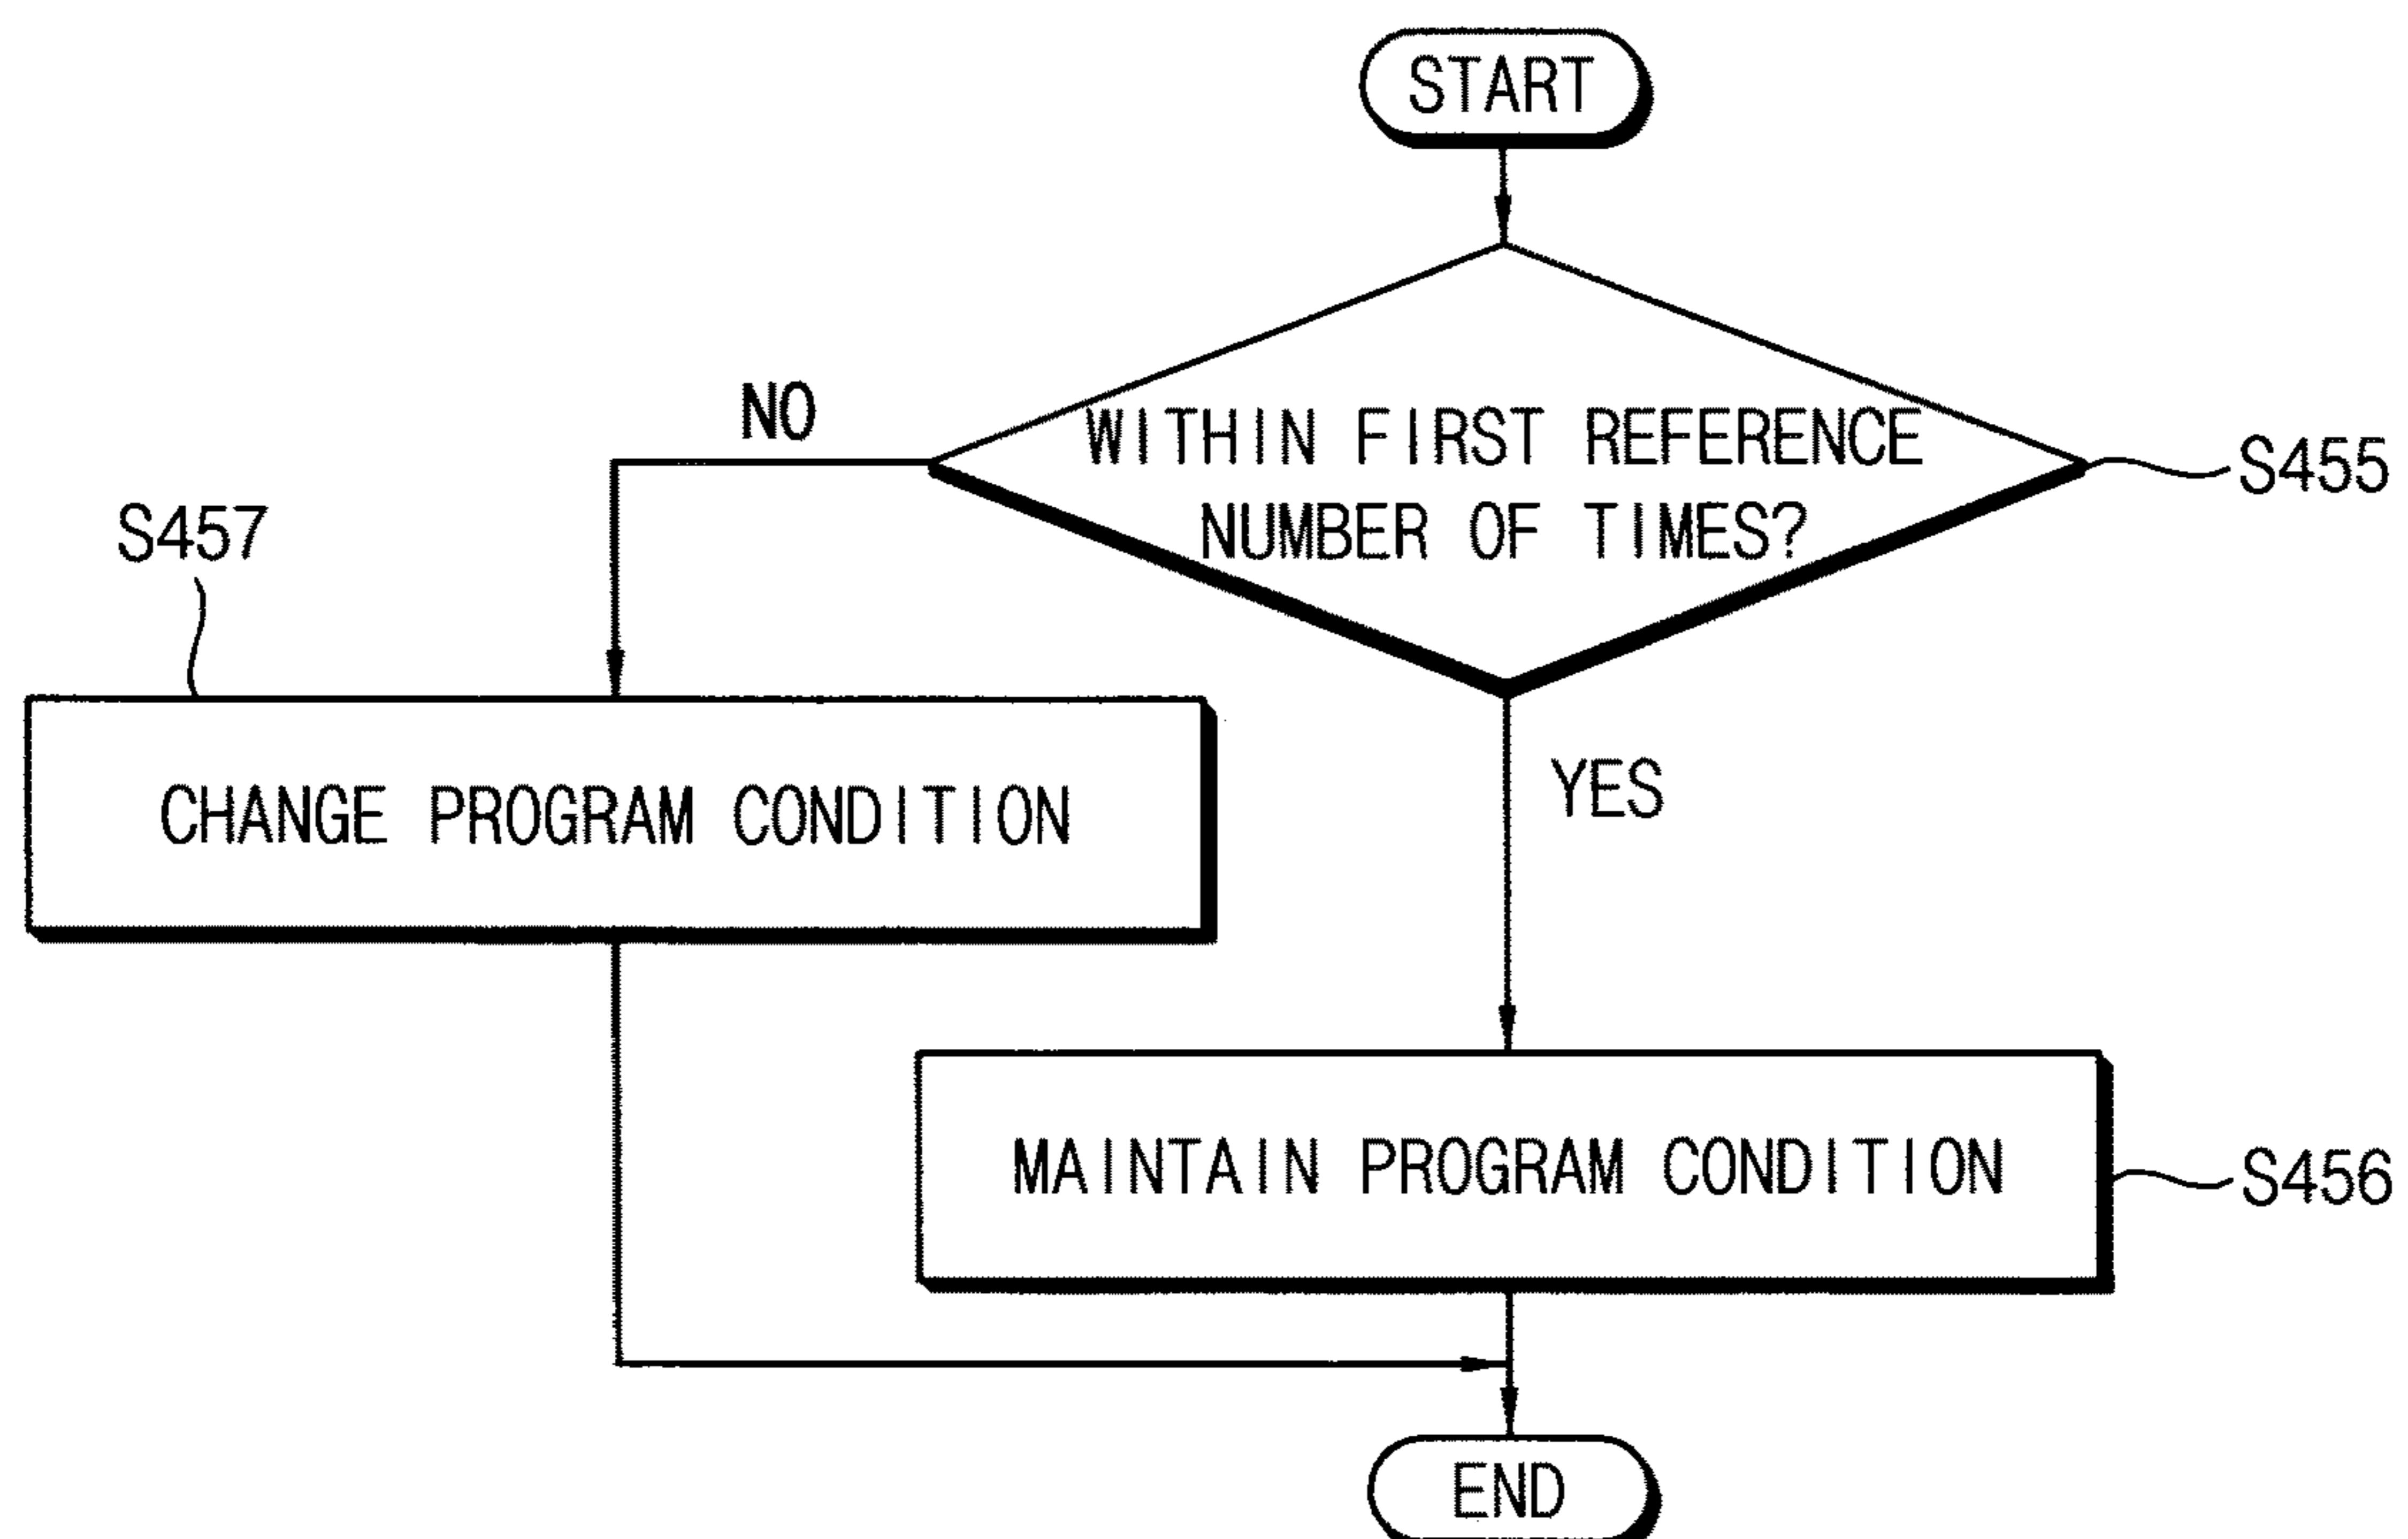 START
WITHIN FIRST REFERENCE
NUMBER OF TIMES?
S455
NO
S457
CHANGE PROGRAM CONDITION
YES
MAINTAIN PROGRAM CONDITION
S456
END